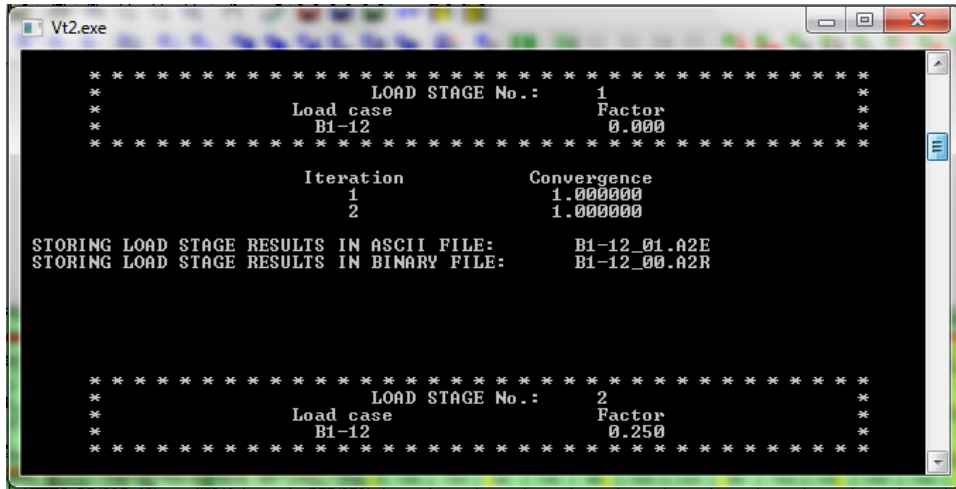 Vt2.exe
* * * * * * * * * * * * * * * * * * * * * * * * * * * * * * * * * * *
* LOAD STAGE No.: 1 *
* Load case Factor *
* B1-12 0.000 *
* * * * * * * * * * * * * * * * * * * * * * * * * * * * * * * * * * *
Iteration Convergence
1 1.000000
2 1.000000
STORING LOAD STAGE RESULTS IN ASCII FILE: B1-12_01.A2E
STORING LOAD STAGE RESULTS IN BINARY FILE: B1-12_00.A2R
* * * * * * * * * * * * * * * * * * * * * * * * * * * * * * * * * * *
* LOAD STAGE No.: 2 *
* Load case Factor *
* B1-12 0.250 *
* * * * * * * * * * * * * * * * * * * * * * * * * * * * * * * * * * *